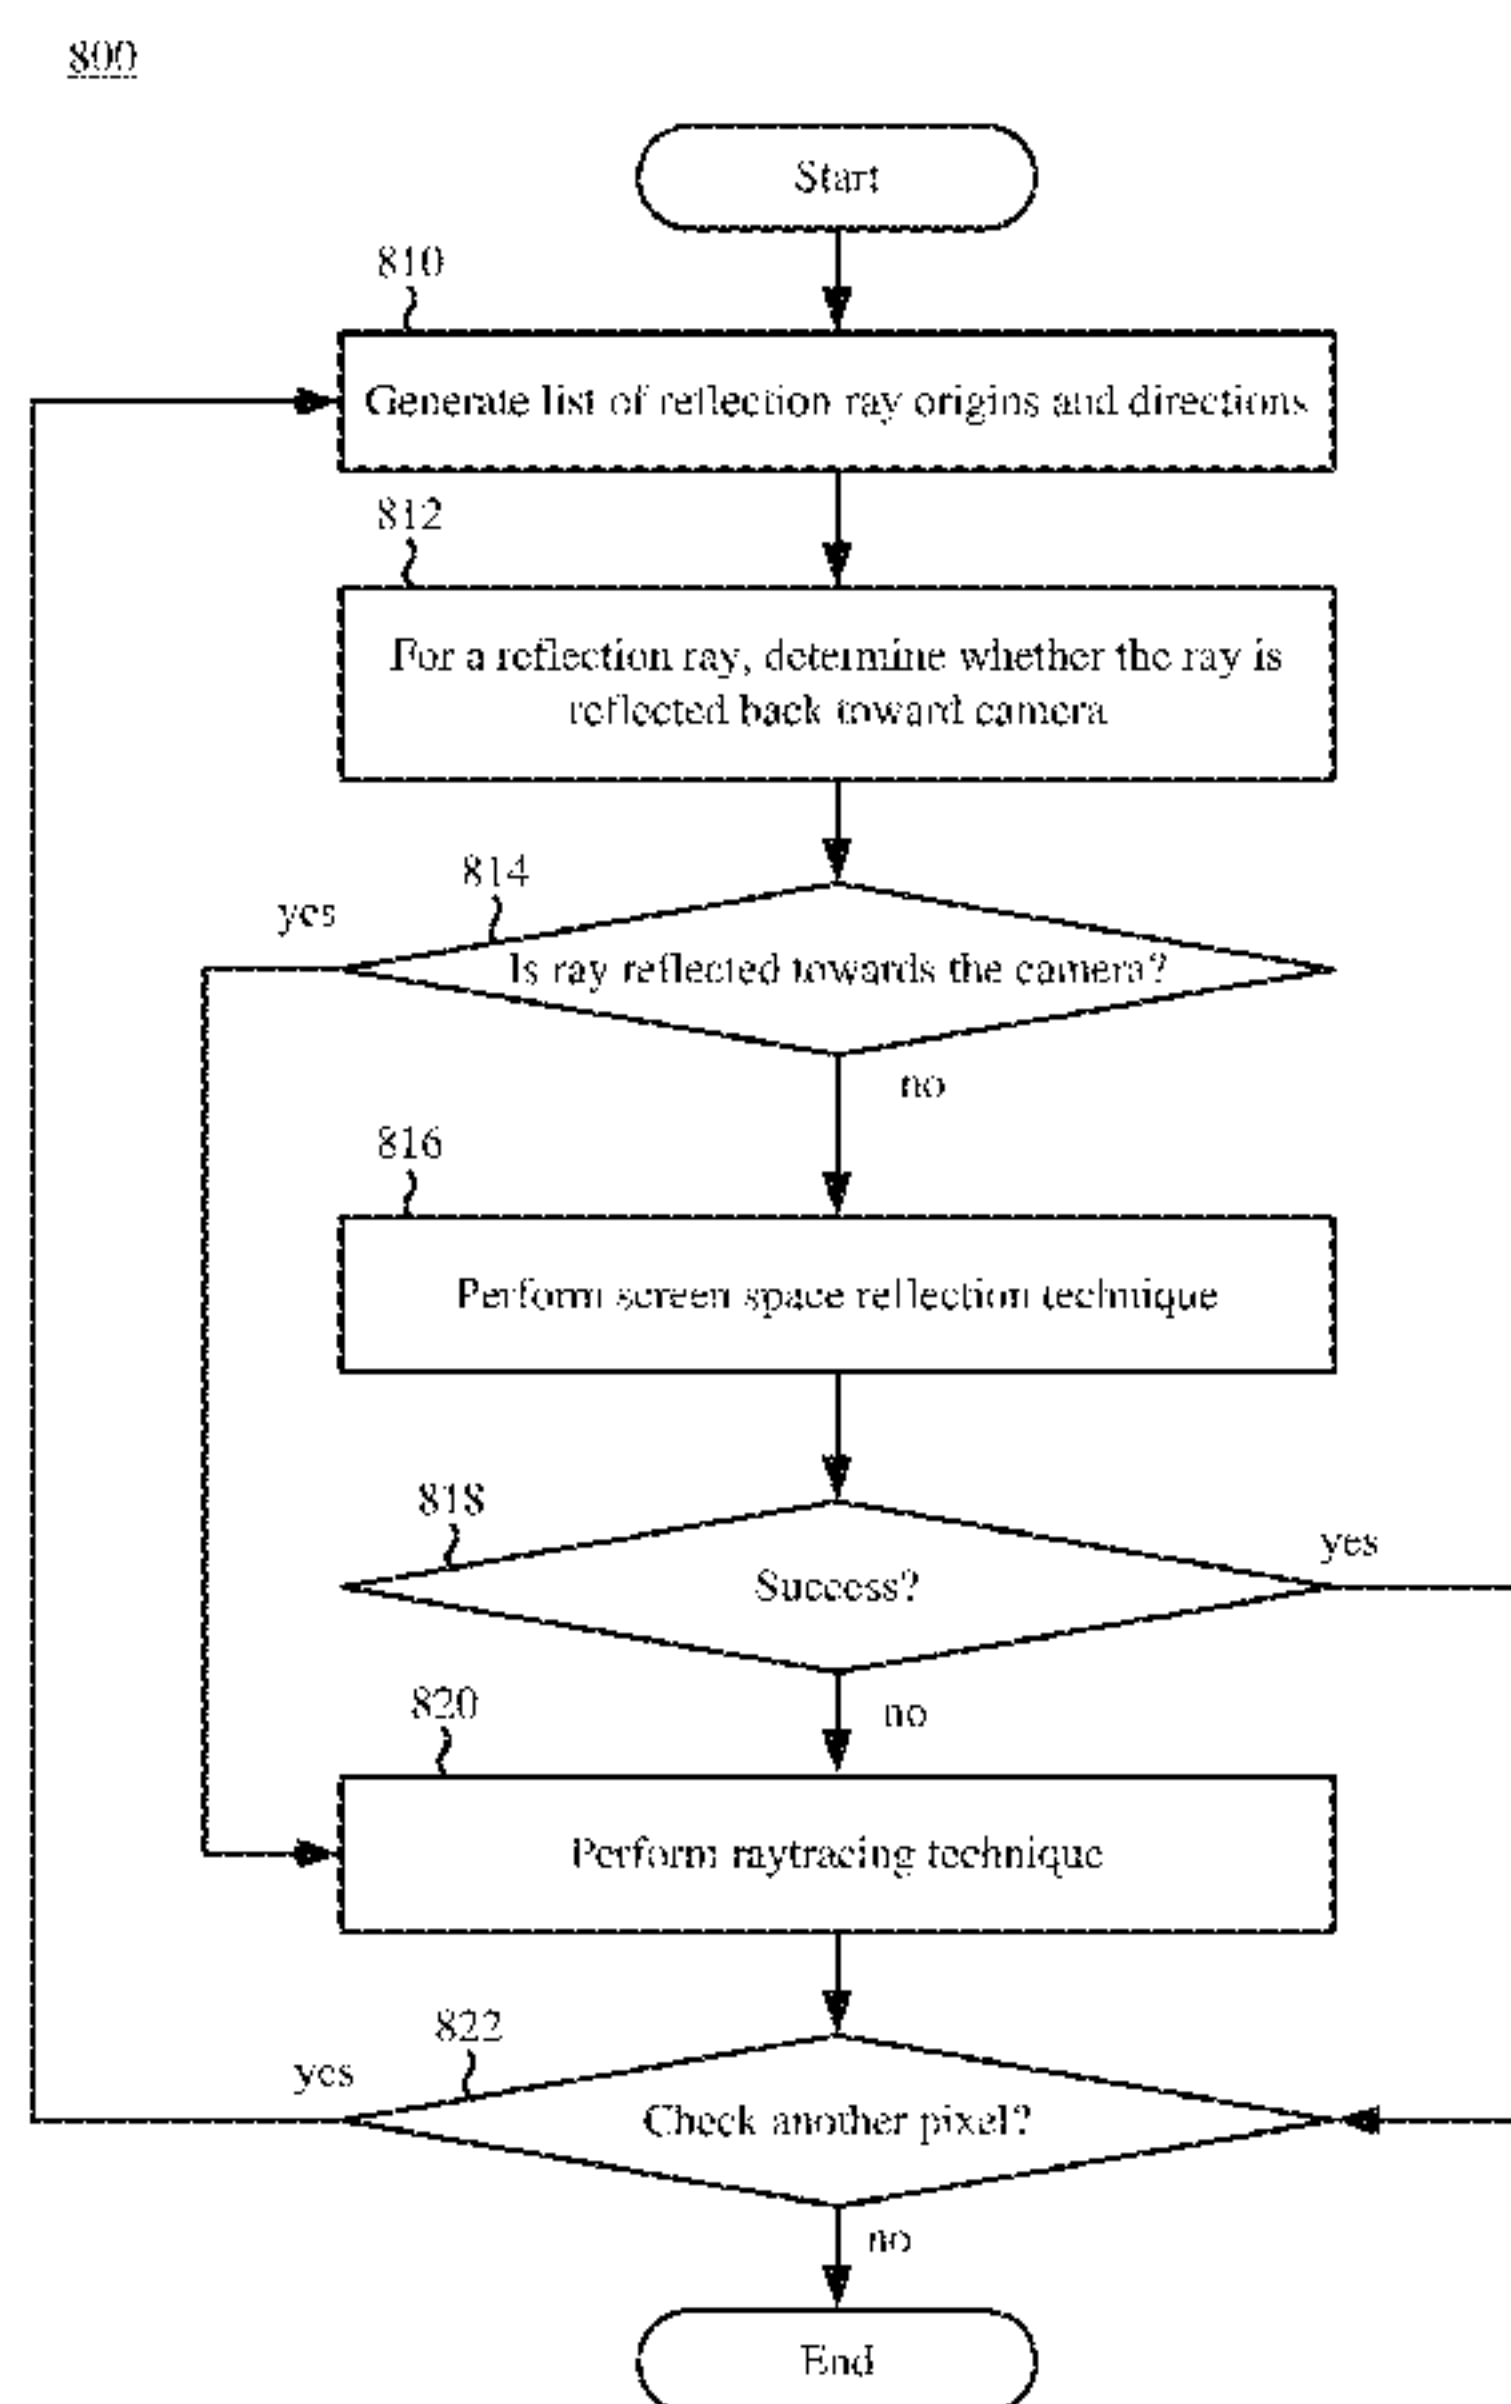 800
Start
810
Generate list of reflection ray origins and directions
812
For a reflection ray, determine whether the ray is
reflected back toward camera
814
yes
Is ray reflected towards the camera?
no
816
Perform screen space reflection technique
818
yes
Success?
820
no
Perform raytracing technique
822
yes
Check another pixel?
no
End